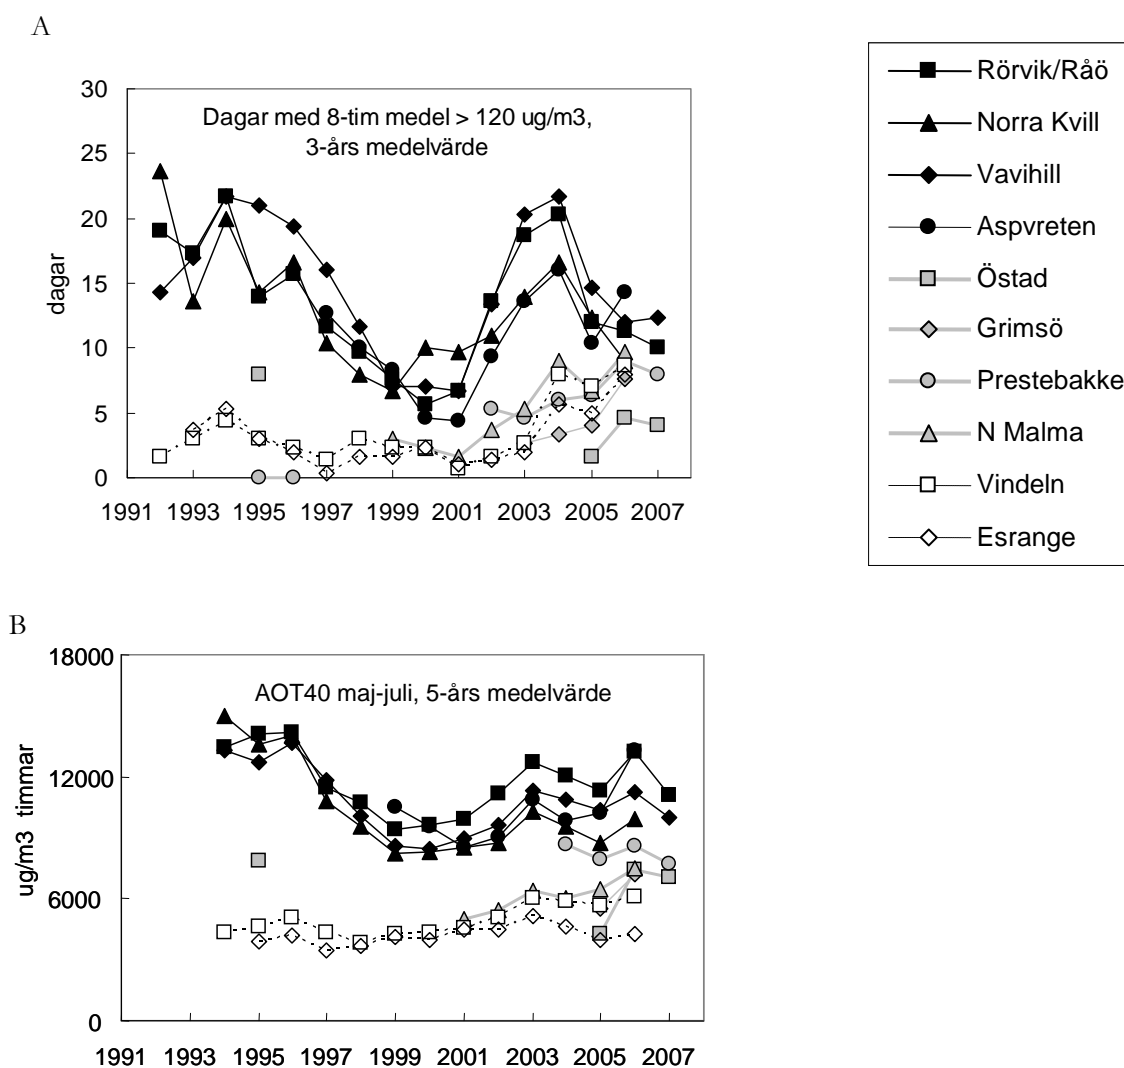 A
30
25
20
15
10
5
0
dagar
Dagar med 8-tim medel > 120 ug/m3,
3-års medelvärde
1991 1993 1995 1997 1999 2001 2003 2005 2007
Rörvik/Råö
Norra Kvill
Vavihill
Aspvreten
Östad
Grimsö
Prestebakke
N Malma
Vindeln
Esrange
B
18000
12000
6000
0
ug/m3 timmar
AOT40 maj-juli, 5-års medelvärde
1991 1993 1995 1997 1999 2001 2003 2005 2007